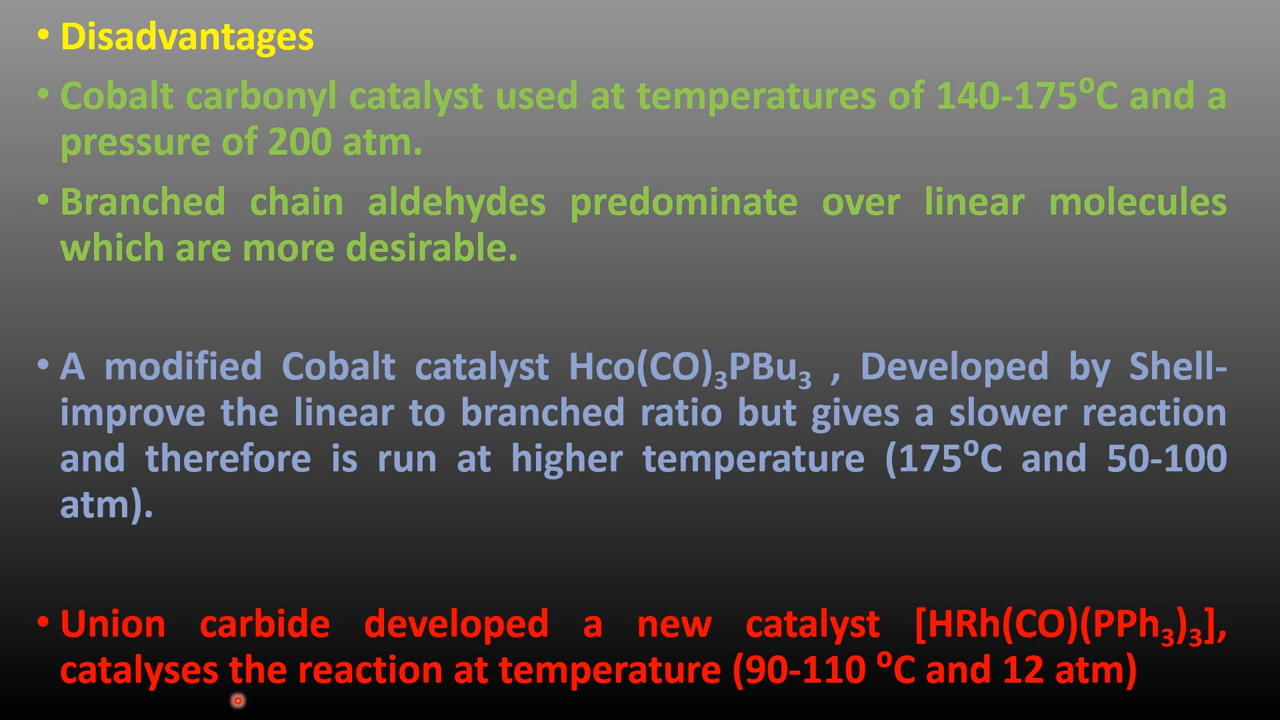 • Disadvantages
• Cobalt carbonyl catalyst used at temperatures of 140-175⁰C and a
pressure of 200 atm.
• Branched chain aldehydes predominate over linear molecules
which are more desirable.
• A modified Cobalt catalyst Hco(CO)₃PBu₃ , Developed by Shell-
improve the linear to branched ratio but gives a slower reaction
and therefore is run at higher temperature (175⁰C and 50-100
atm).
• Union carbide developed a new catalyst [HRh(CO)(PPh₃)₃],
catalyses the reaction at temperature (90-110 ⁰C and 12 atm)